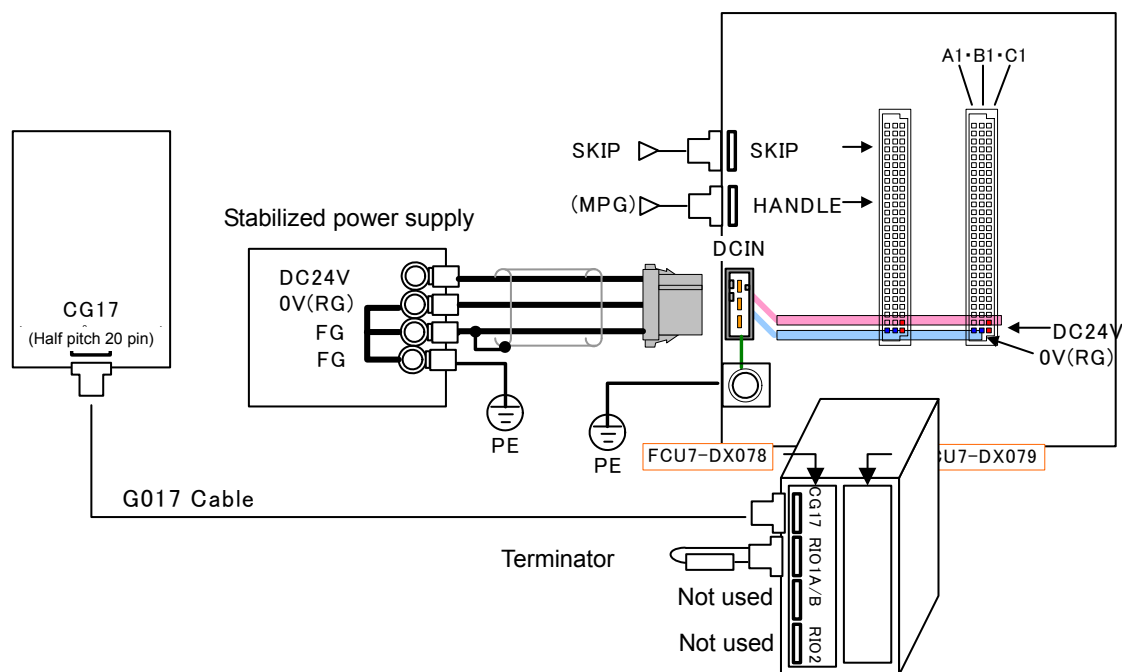 A1・B1・C1
SKIP
SKIP
(MPG)
HANDLE
Stabilized power supply
DCIN
DC24V
0V(RG)
FG
FG
CG17
(Half pitch 20 pin)
DC24V
0V(RG)
PE
PE
FCU7-DX078
CU7-DX079
G017 Cable
CG17
RIO1A/B
RIO2
Terminator
Not used
Not used